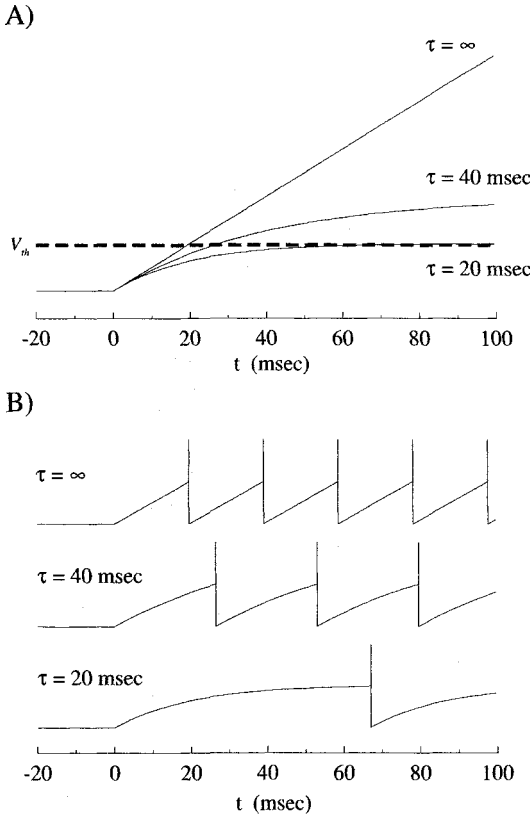 A)
τ = ∞
τ = 40 msec
V_th
τ = 20 msec
-20 0 20 40 60 80 100
t (msec)
B)
τ = ∞
τ = 40 msec
τ = 20 msec
-20 0 20 40 60 80 100
t (msec)